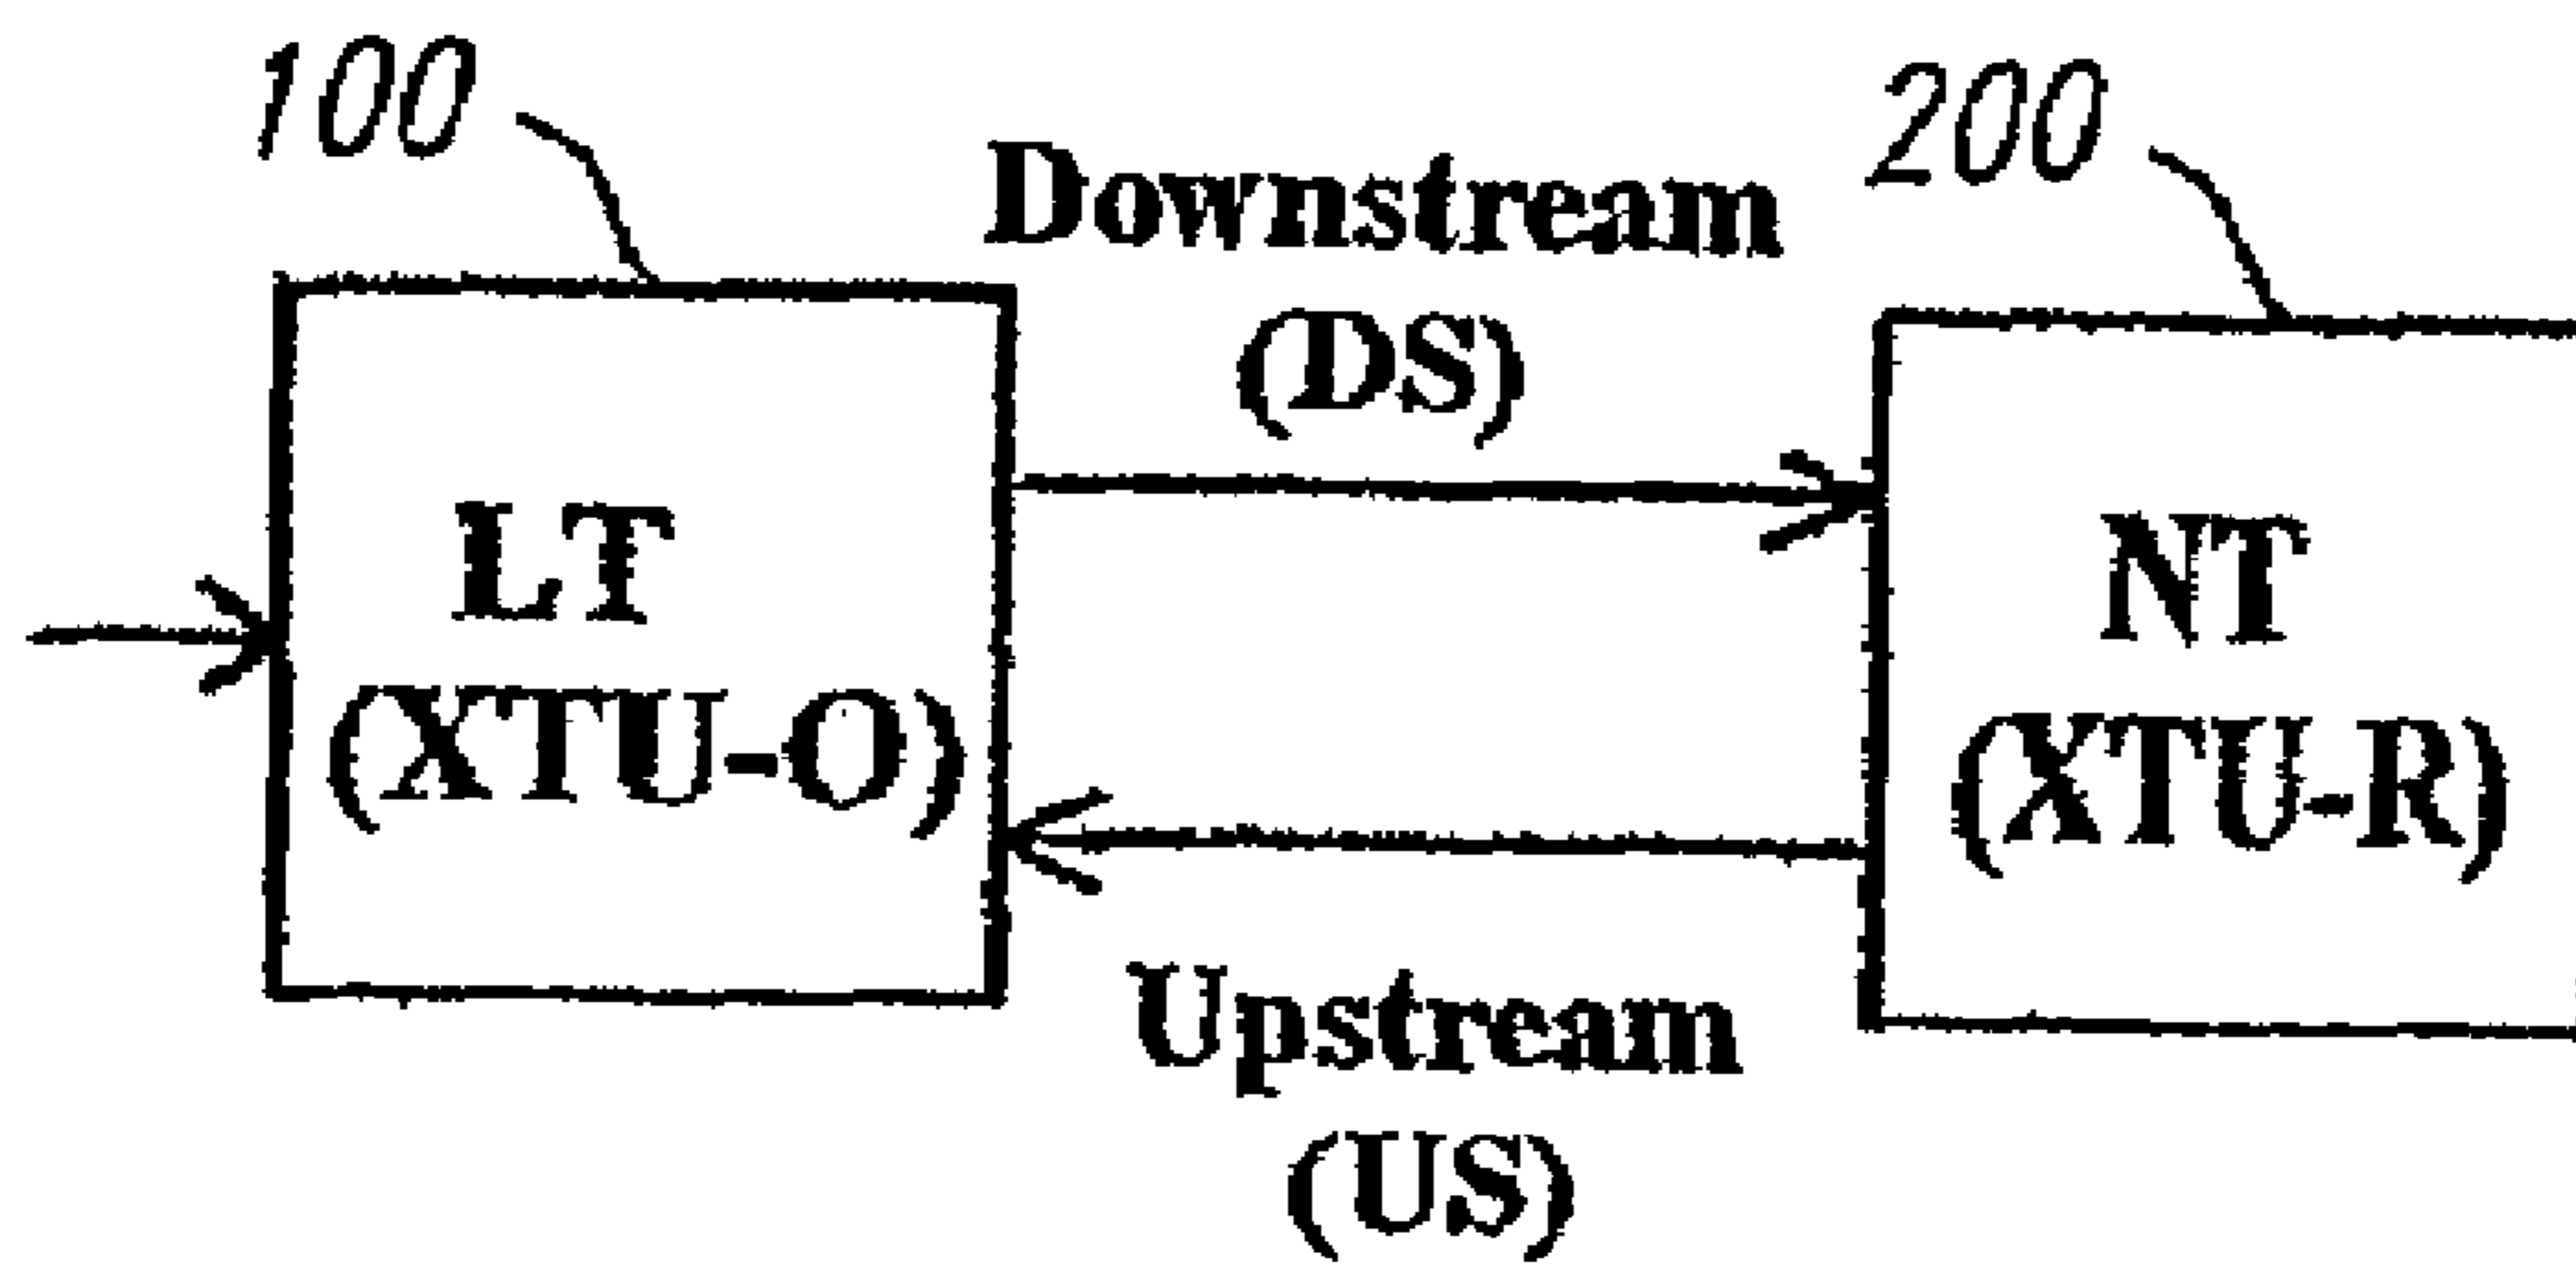 100
200
Downstream
(DS)
LT
(XTU-O)
NT
(XTU-R)
Upstream
(US)